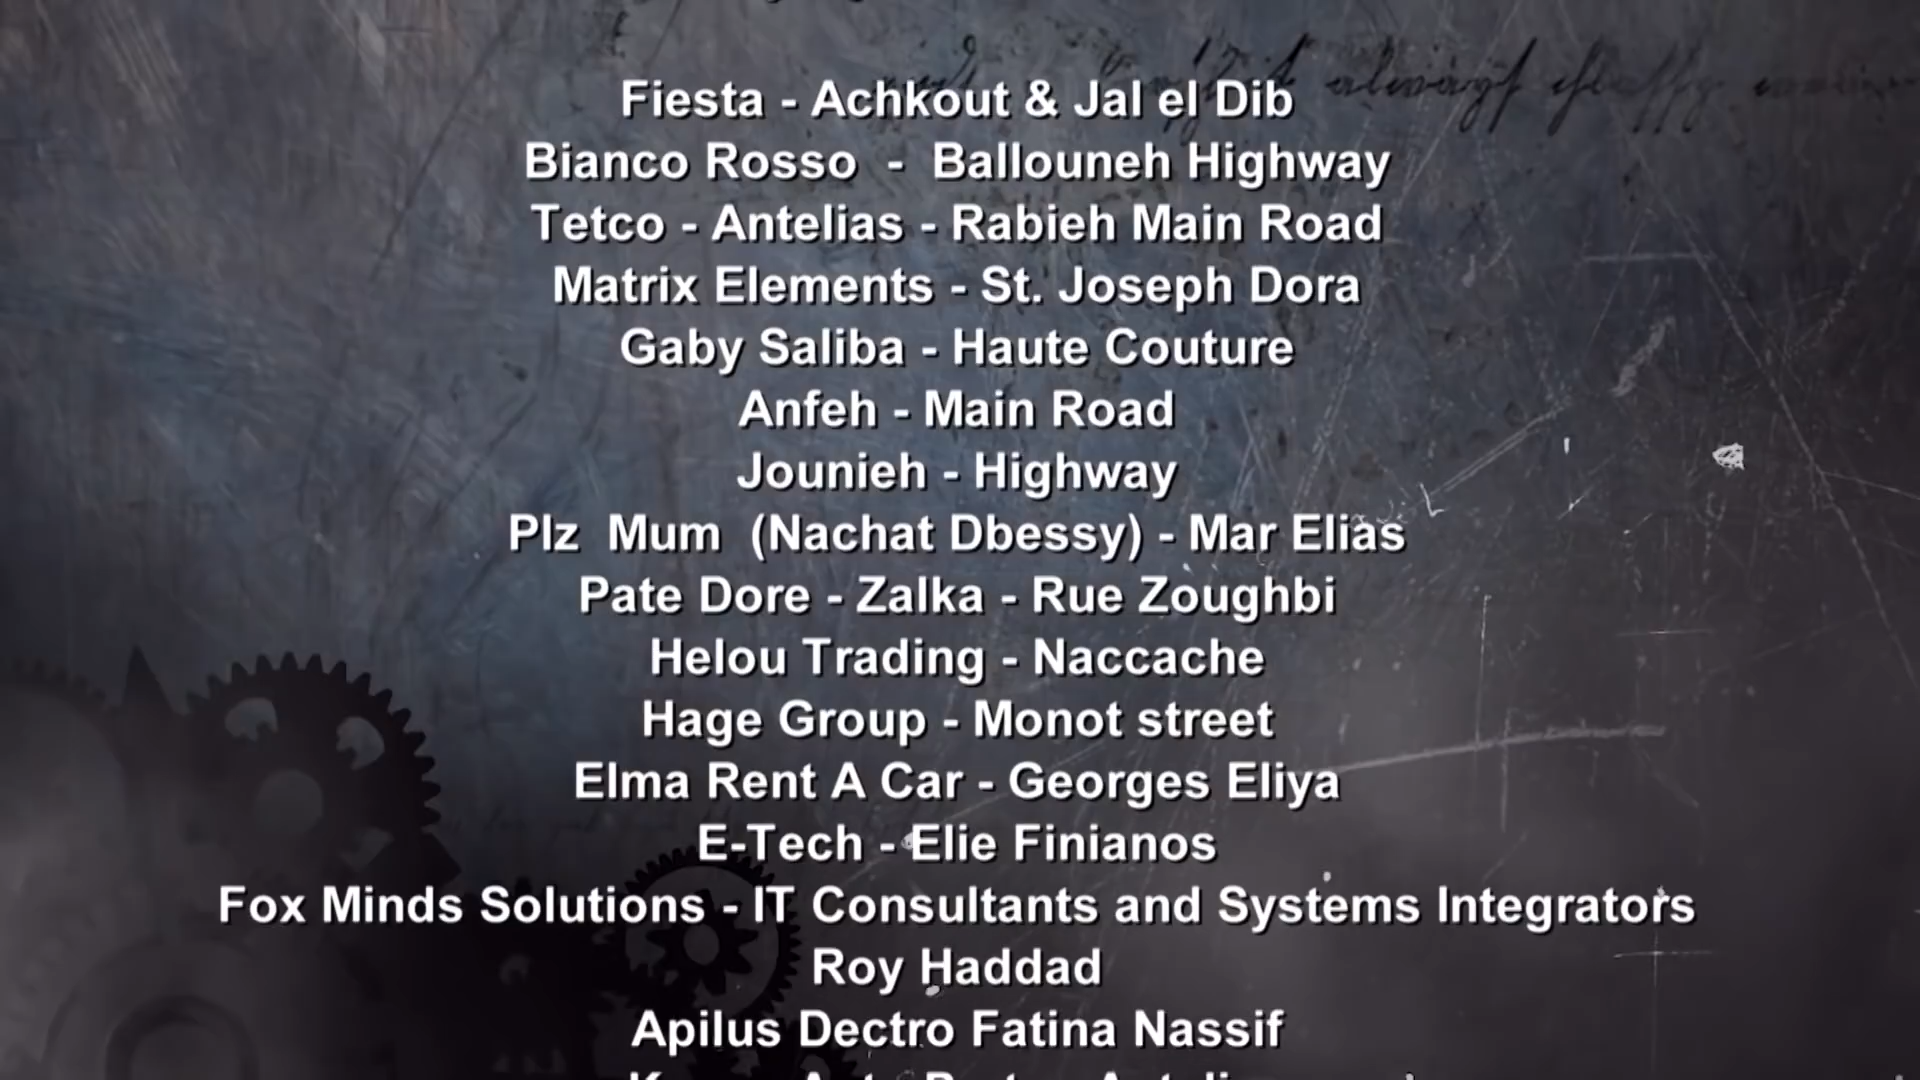 Fiesta - Achkout & Jal el Dib
Bianco Rosso - Ballouneh Highway
Tetco - Antelias - Rabieh Main Road
Matrix Elements - St. Joseph Dora
Gaby Saliba - Haute Couture
Anfeh - Main Road
Jounieh - Highway
Plz Mum (Nachat Dbessy) - Mar Elias
Pate Dore - Zalka - Rue Zoughbi
Helou Trading - Naccache
Hage Group - Monot street
Elma Rent A Car - Georges Eliya
E-Tech - Elie Finianos
Fox Minds Solutions - IT Consultants and Systems Integrators
Roy Haddad
Apilus Dectro Fatina Nassif